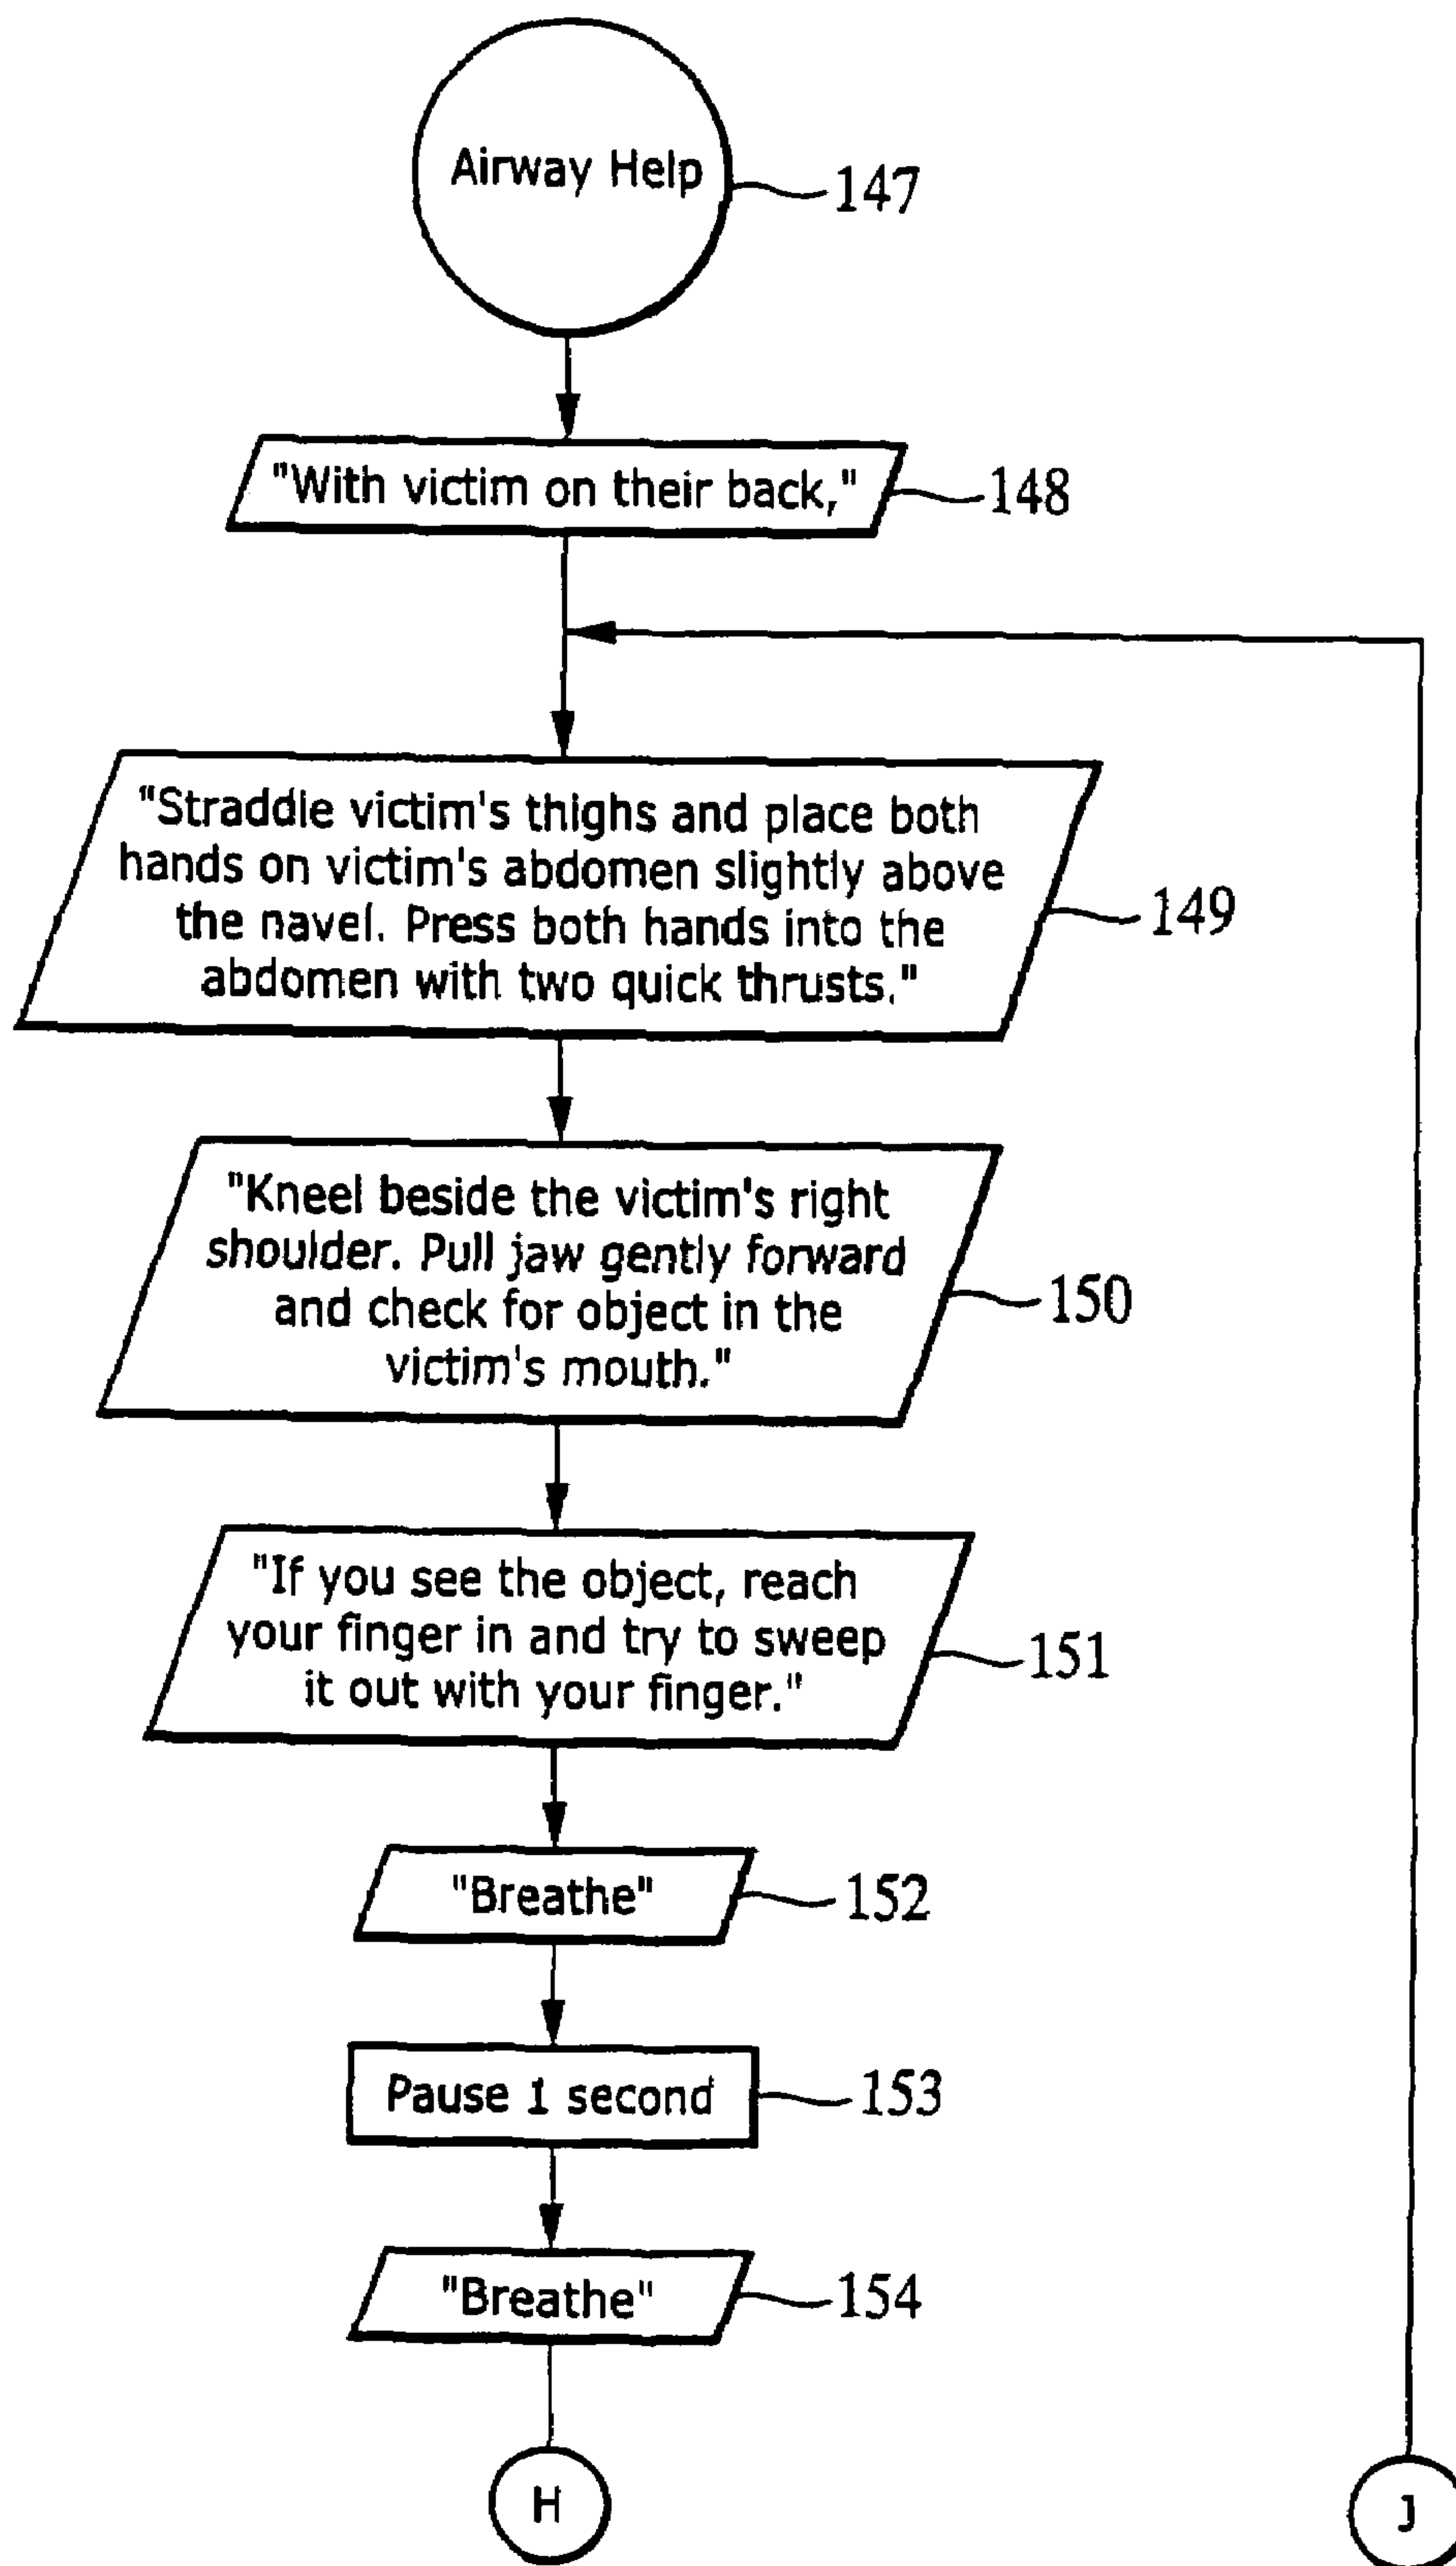 Airway Help
147
"With victim on their back,"
148
"Straddle victim's thighs and place both
hands on victim's abdomen slightly above
the navel. Press both hands into the
abdomen with two quick thrusts."
149
"Kneel beside the victim's right
shoulder. Pull jaw gently forward
and check for object in the
victim's mouth."
150
"If you see the object, reach
your finger in and try to sweep
it out with your finger."
151
"Breathe"
152
Pause 1 second
153
"Breathe"
154
H
J